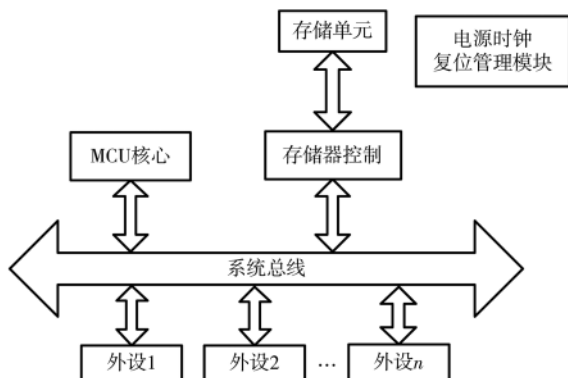 存储单元
电源时钟
复位管理模块
MCU核心
存储器控制
系统总线
外设1
外设2
…
外设n